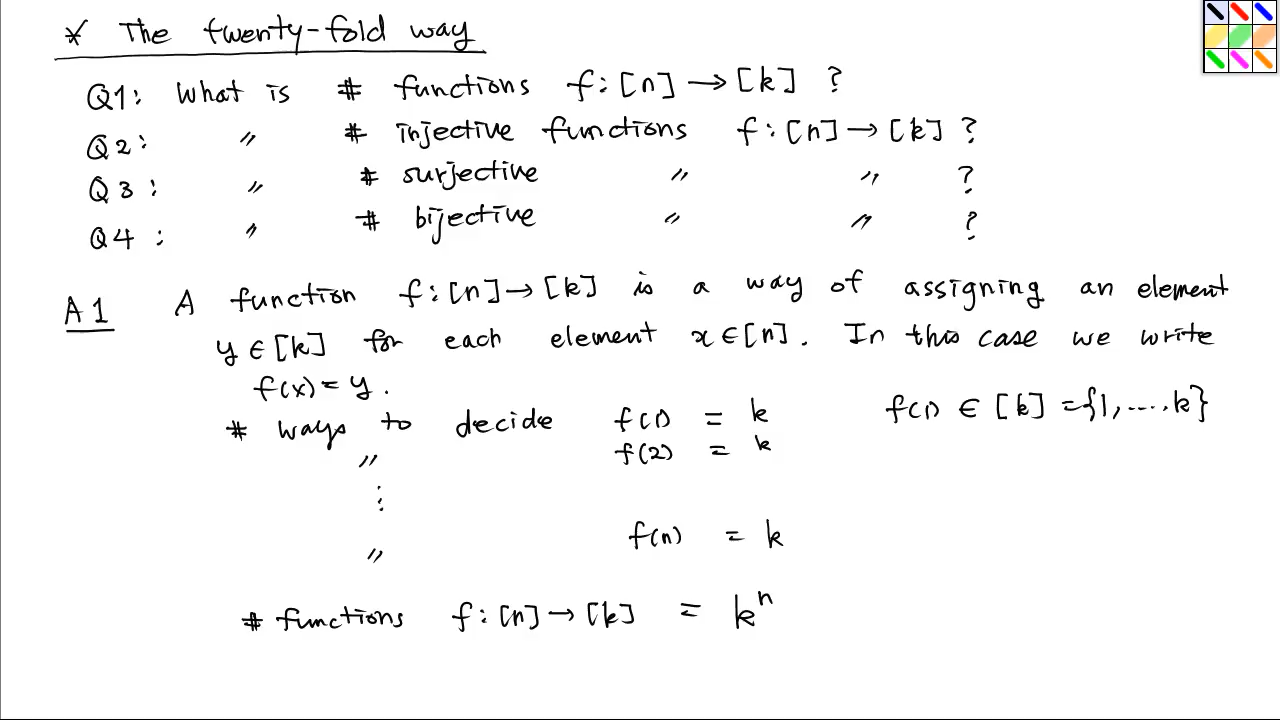 * The twenty-fold way
Q1: What is # functions f:[n]→[k] ?
Q2: " # injective functions f:[n]→[k] ?
Q3: " # surjective " " ?
Q4: " # bijective " " ?
A1 A function f:[n]→[k] is a way of assigning an element
y∈[k] for each element x∈[n]. In this case we write
f(x)=y.
# ways to decide f(1) = k f(1) ∈ [k] ={1,....,k}
" f(2) = k
⋮
" f(n) = k
# functions f:[n]→[k] = kⁿ